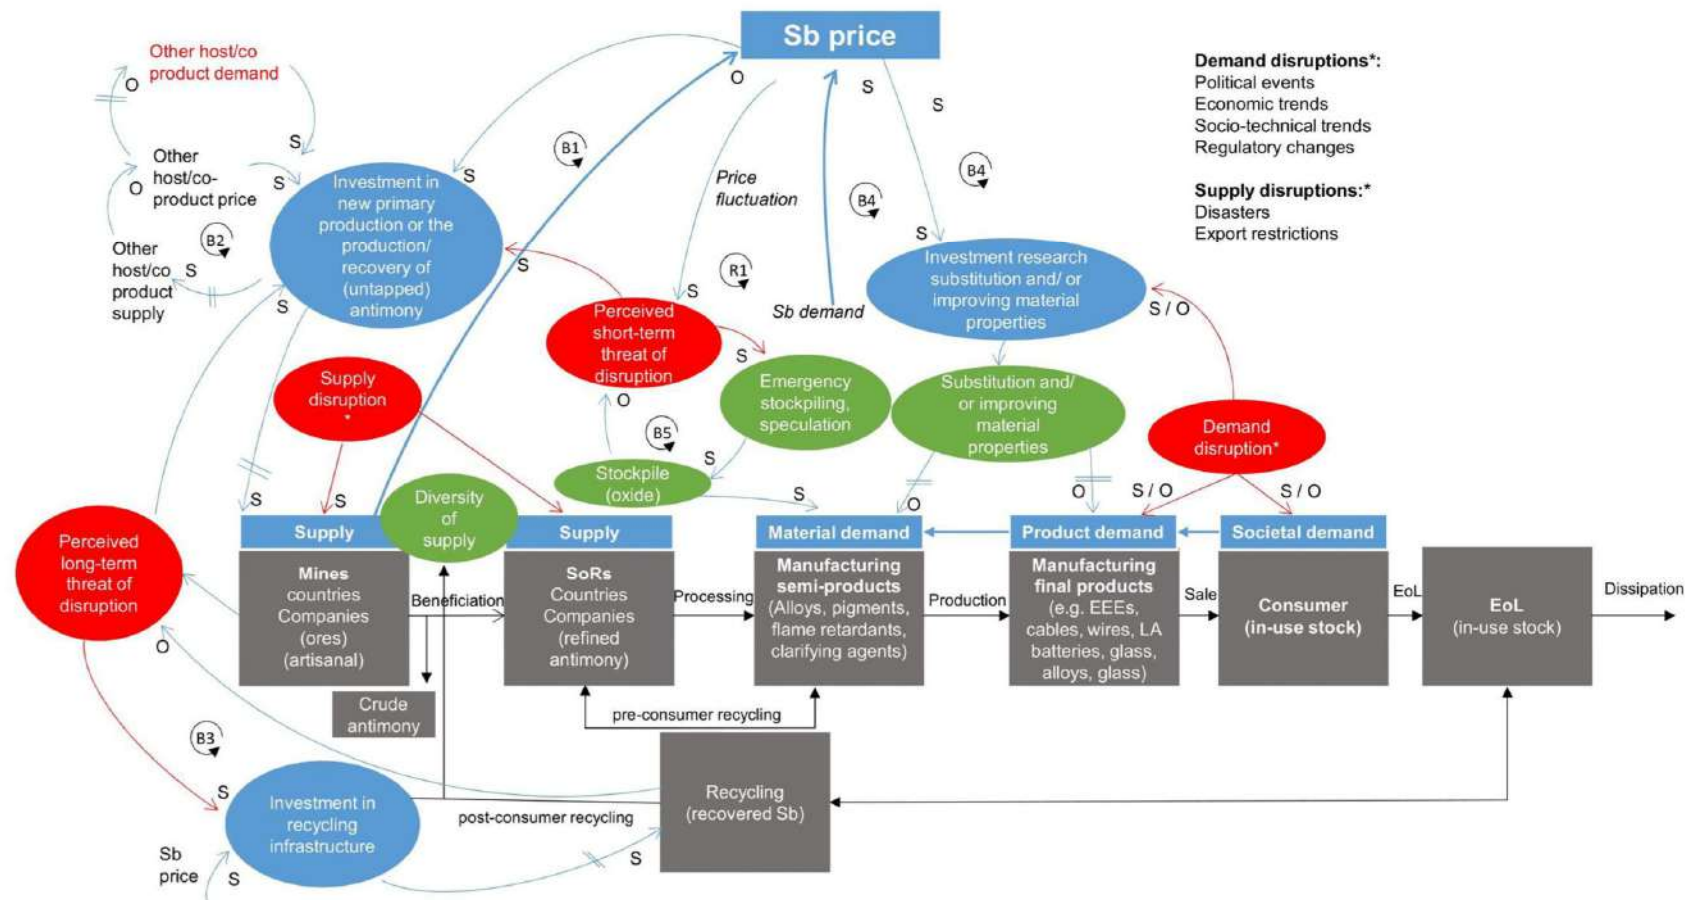 Sb price
Other host/co
product demand
O
S
Other
host/co-
product price
O
S
Other
host/co
product
supply
S
B2
Investment in
new primary
production or the
production/
recovery of
(untapped)
antimony
S
S
S
B1
O
S
S
Price
fluctuation
B4
B4
R1
S
Sb demand
S
Investment research
substitution and/ or
improving material
properties
S / O
Demand disruptions*:
Political events
Economic trends
Socio-technical trends
Regulatory changes
Supply disruptions:*
Disasters
Export restrictions
Perceived
short-term
threat of
disruption
S
O
B5
Emergency
stockpiling,
speculation
S
Stockpile
(oxide)
S
Substitution and/
or improving
material
properties
O
O
Demand
disruption*
S / O
S / O
Supply
disruption
*
S
S
Diversity
of
supply
Perceived
long-term
threat of
disruption
O
Supply
Mines
countries
Companies
(ores)
(artisanal)
Beneficiation
Crude
antimony
Supply
SoRs
Countries
Companies
(refined
antimony)
Processing
Material demand
Manufacturing
semi-products
(Alloys, pigments,
flame retardants,
clarifying agents)
Production
Product demand
Manufacturing
final products
(e.g. EEEs,
cables, wires, LA
batteries, glass,
alloys, glass)
Sale
Societal demand
Consumer
(in-use stock)
EoL
EoL
(in-use stock)
Dissipation
pre-consumer recycling
B3
S
Investment in
recycling
infrastructure
post-consumer recycling
Recycling
(recovered Sb)
S
Sb
price
S